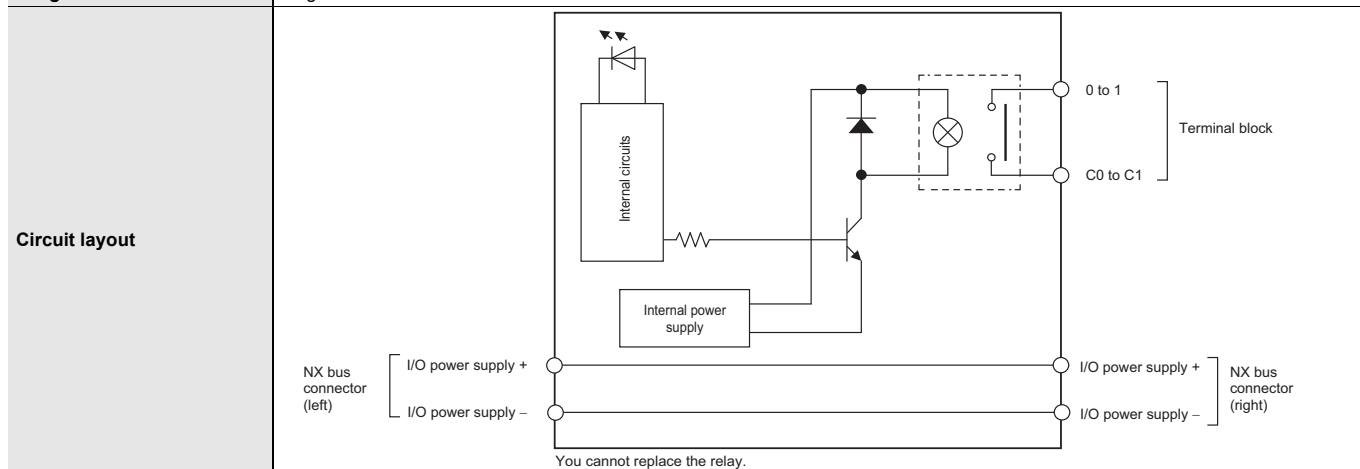 Circuit layout
Internal circuits
Internal power
supply
0 to 1
C0 to C1
Terminal block
NX bus
connector
(left)
I/O power supply +
I/O power supply –
I/O power supply +
I/O power supply –
NX bus
connector
(right)
You cannot replace the relay.